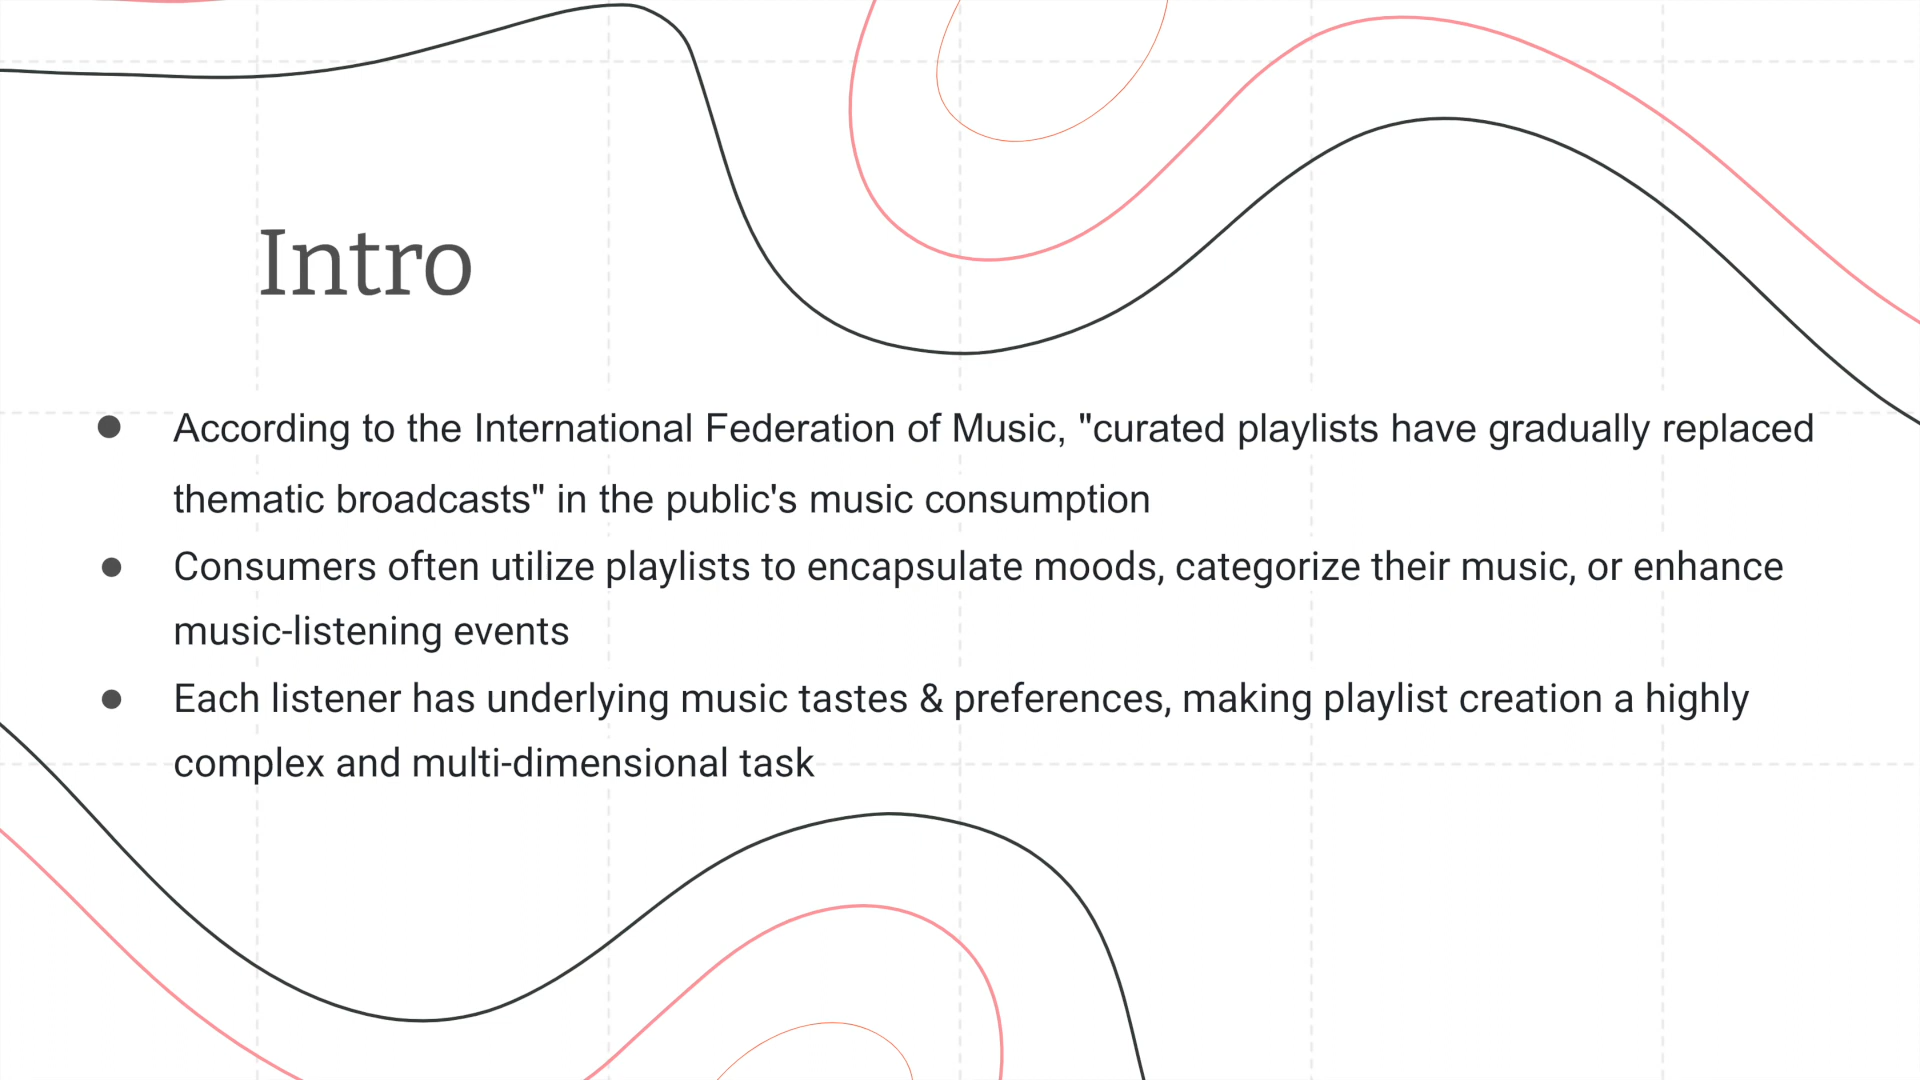 Intro
● According to the International Federation of Music, "curated playlists have gradually replaced
thematic broadcasts" in the public's music consumption
● Consumers often utilize playlists to encapsulate moods, categorize their music, or enhance
music-listening events
● Each listener has underlying music tastes & preferences, making playlist creation a highly
complex and multi-dimensional task